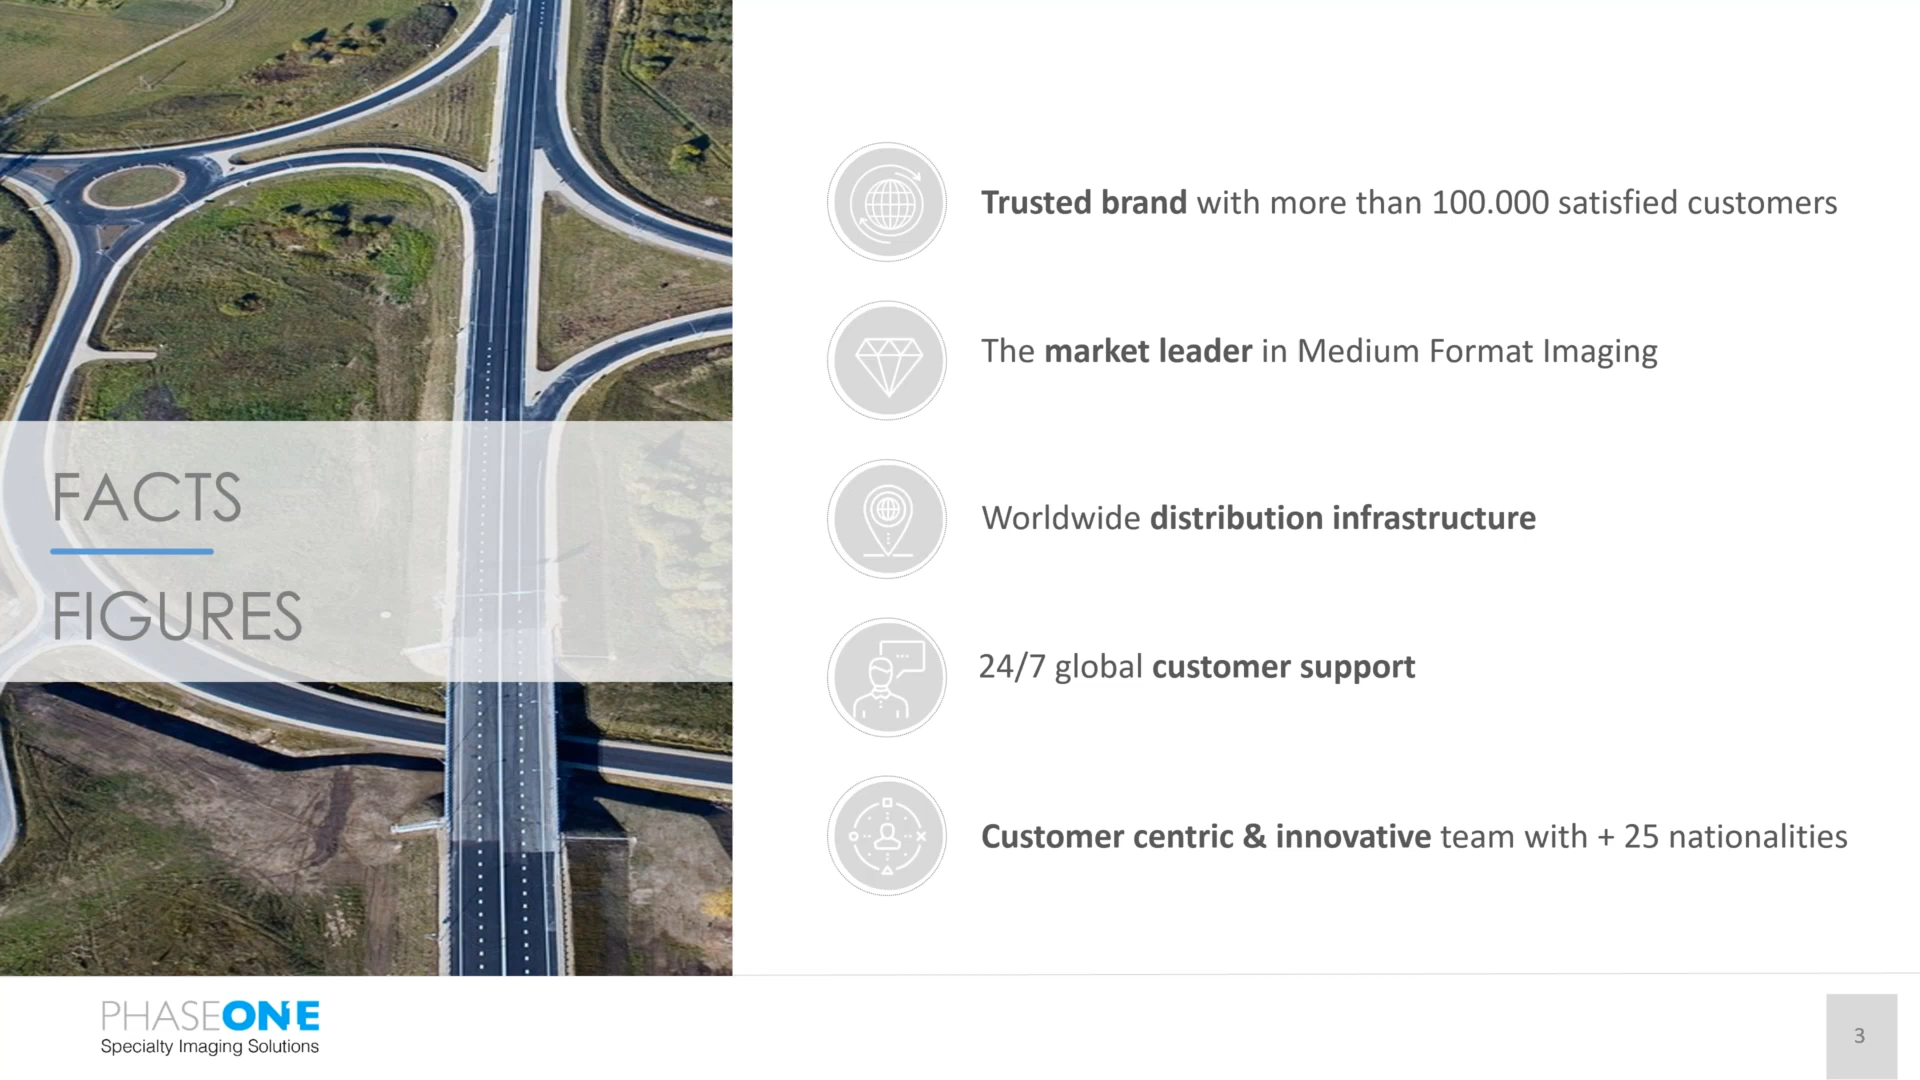 FACTS
FIGURES
Trusted brand with more than 100.000 satisfied customers
The market leader in Medium Format Imaging
Worldwide distribution infrastructure
24/7 global customer support
Customer centric & innovative team with + 25 nationalities
PHASEONE
Specialty Imaging Solutions
3